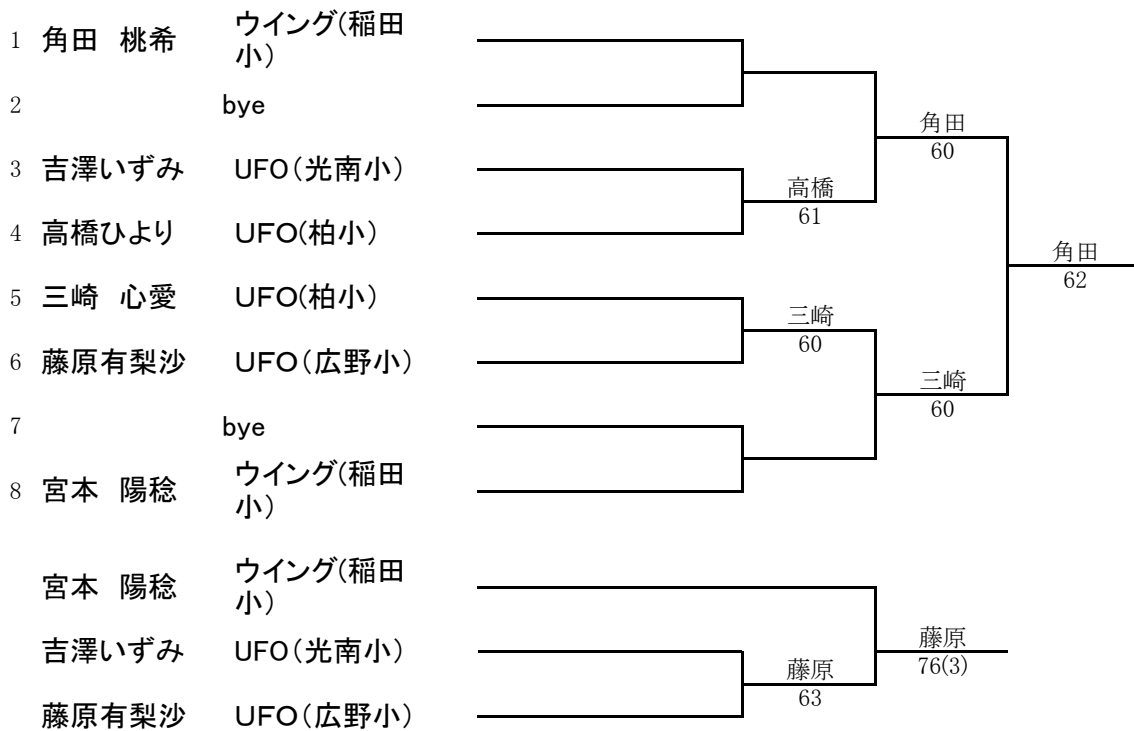 1 角田　桃希 ウイング(稲田
小)
2 bye
角田
60
3 吉澤いずみ UFO(光南小)
高橋
61
4 高橋ひより UFO(柏小)
角田
62
5 三崎　心愛 UFO(柏小)
三崎
60
6 藤原有梨沙 UFO(広野小)
三崎
60
7 bye
8 宮本　陽稔 ウイング(稲田
小)
宮本　陽稔 ウイング(稲田
小)
吉澤いずみ UFO(光南小)
藤原
76(3)
藤原
63
藤原有梨沙 UFO(広野小)